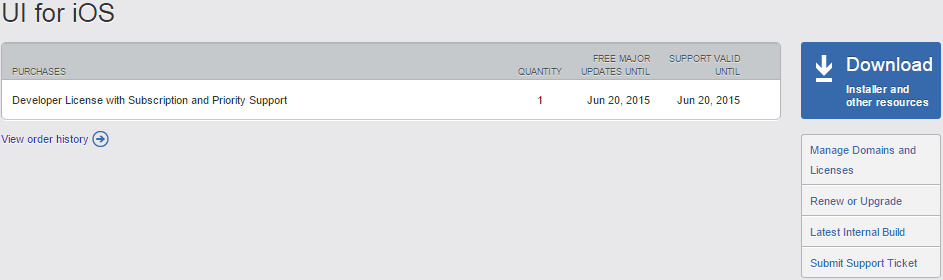 UI for iOS
PURCHASES
QUANTITY
FREE MAJOR
UPDATES UNTIL
SUPPORT VALID
UNTIL
Developer License with Subscription and Priority Support
1
Jun 20, 2015
Jun 20, 2015
View order history
Download
Installer and
other resources
Manage Domains and
Licenses
Renew or Upgrade
Latest Internal Build
Submit Support Ticket